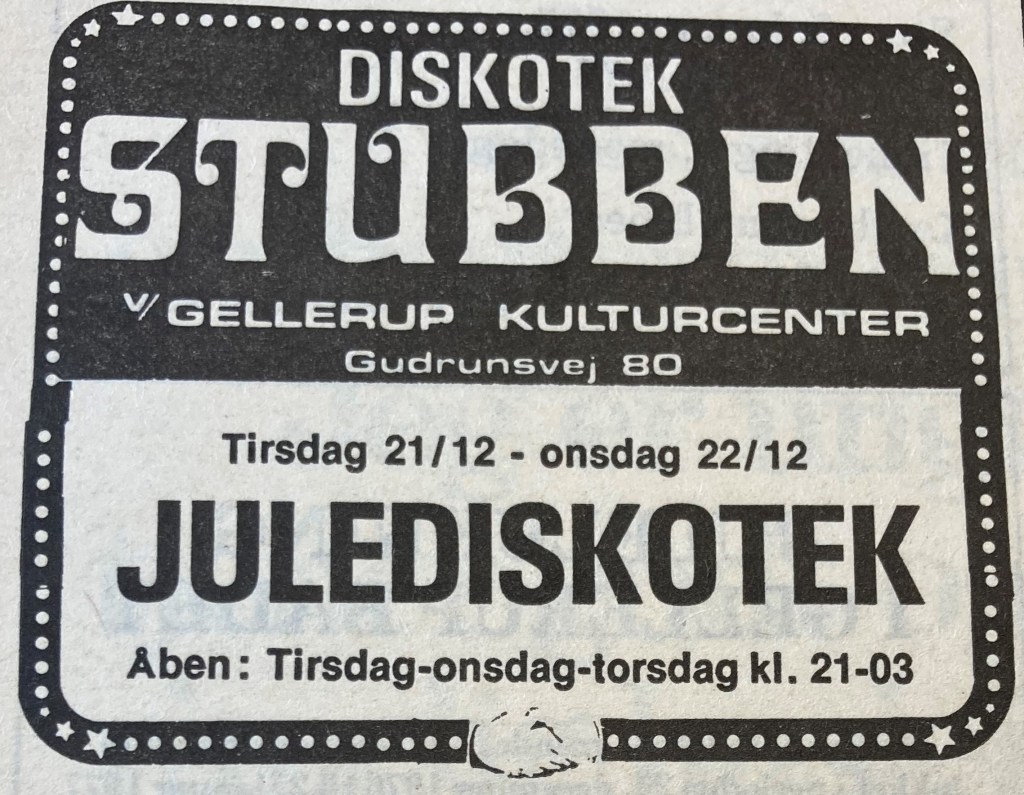 DISKOTEK
STUBBEN
v/ GELLERUP KULTURCENTER
Gudrunsvej 80
Tirsdag 21/12 - onsdag 22/12
JULEDISKOTEK
Åben: Tirsdag-onsdag-torsdag kl. 21-03